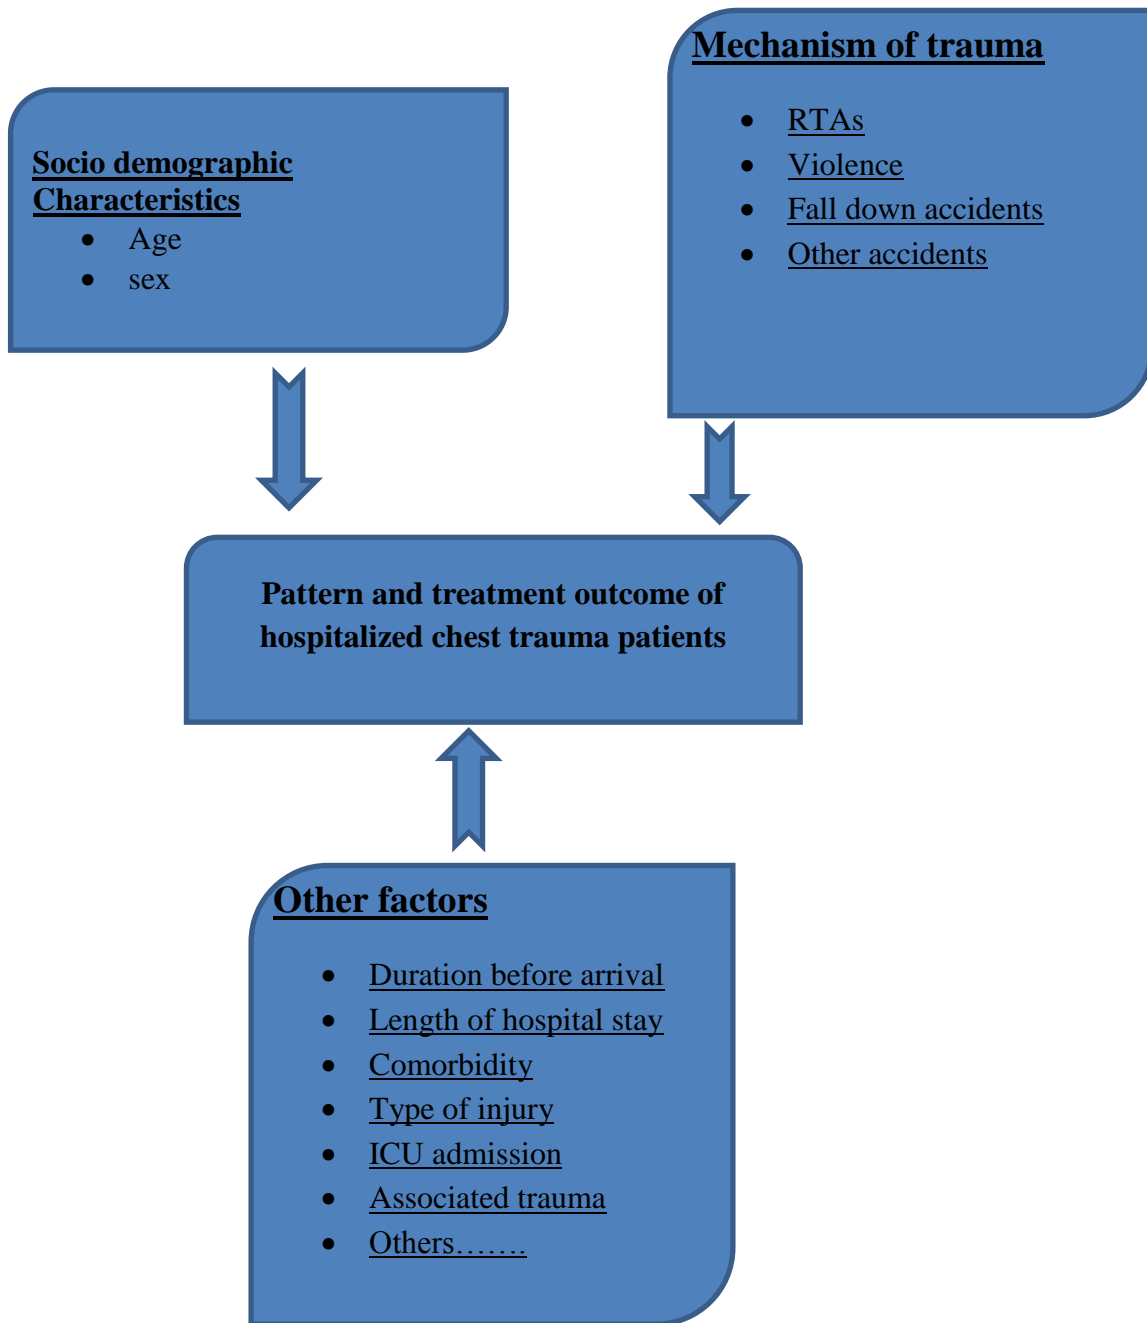 Socio demographic
Characteristics
• Age
• sex
Mechanism of trauma
• RTAs
• Violence
• Fall down accidents
• Other accidents
Pattern and treatment outcome of
hospitalized chest trauma patients
Other factors
• Duration before arrival
• Length of hospital stay
• Comorbidity
• Type of injury
• ICU admission
• Associated trauma
• Others…….